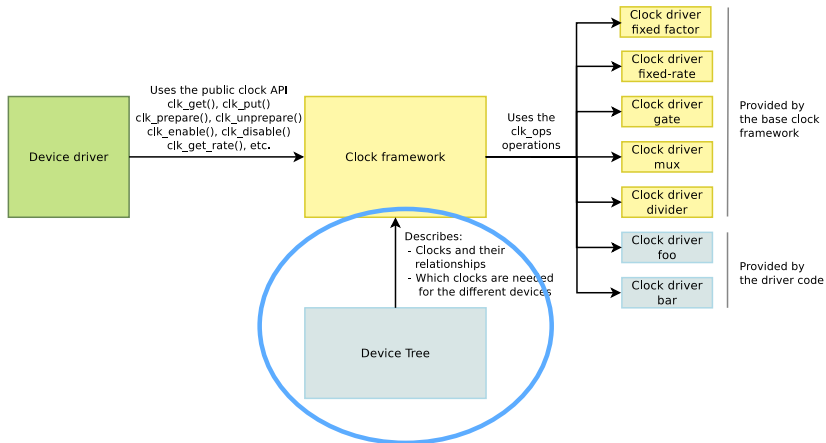 Clock driver
fixed factor
Clock driver
fixed-rate
Uses the public clock API
clk_get(), clk_put()
clk_prepare(), clk_unprepare()
clk_enable(), clk_disable()
clk_get_rate(), etc.
Clock driver
gate
Provided by
the base clock
framework
Uses the
clk_ops
operations
Device driver
Clock framework
Clock driver
mux
Clock driver
divider
Describes:
- Clocks and their
relationships
- Which clocks are needed
for the different devices
Clock driver
foo
Provided by
the driver code
Clock driver
bar
Device Tree